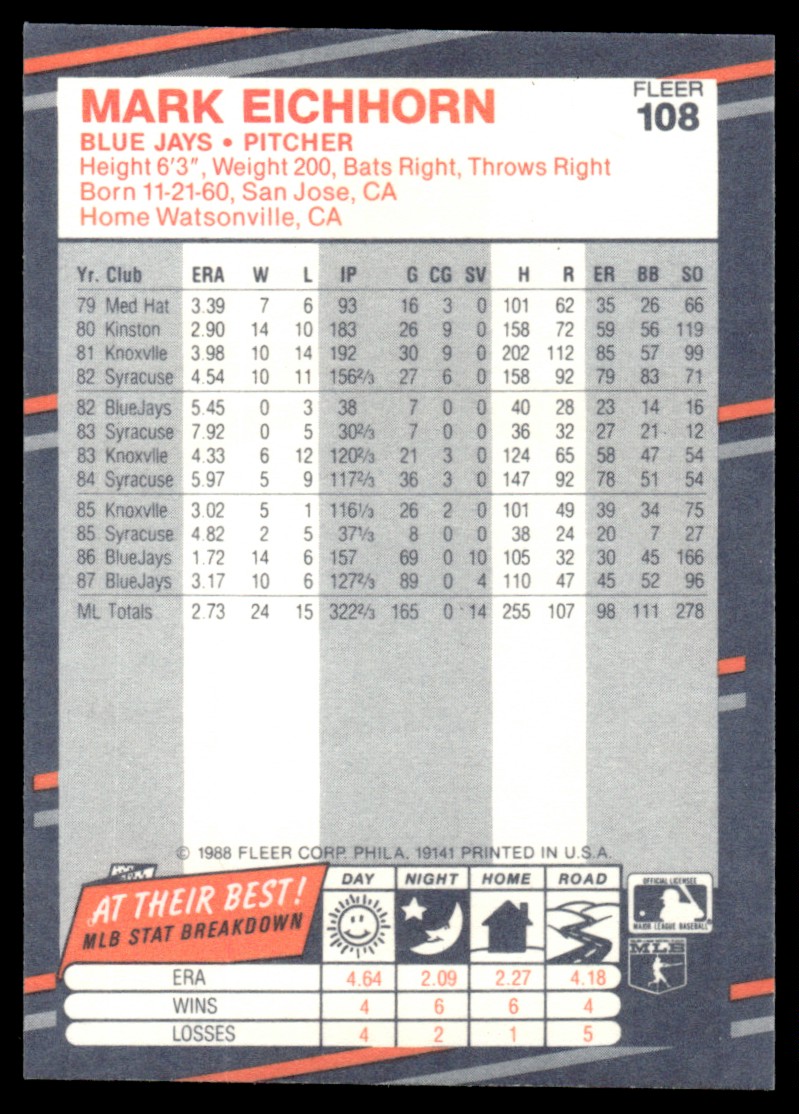 MARK EICHHORN
FLEER
108
BLUE JAYS • PITCHER
Height 6'3", Weight 200, Bats Right, Throws Right
Born 11-21-60, San Jose, CA
Home Watsonville, CA
Yr. Club ERA W L IP G CG SV H R ER BB SO
79 Med Hat 3.39 7 6 93 16 3 0 101 62 35 26 66
80 Kinston 2.90 14 10 183 26 9 0 158 72 59 56 119
81 Knoxvlle 3.98 10 14 192 30 9 0 202 112 85 57 99
82 Syracuse 4.54 10 11 156⅔ 27 6 0 158 92 79 83 71
82 BlueJays 5.45 0 3 38 7 0 0 40 28 23 14 16
83 Syracuse 7.92 0 5 30⅔ 7 0 0 36 32 27 21 12
83 Knoxvlle 4.33 6 12 120⅔ 21 3 0 124 65 58 47 54
84 Syracuse 5.97 5 9 117⅔ 36 3 0 147 92 78 51 54
85 Knoxvlle 3.02 5 1 116⅓ 26 2 0 101 49 39 34 75
85 Syracuse 4.82 2 5 37⅓ 8 0 0 38 24 20 7 27
86 BlueJays 1.72 14 6 157 69 0 10 105 32 30 45 166
87 BlueJays 3.17 10 6 127⅔ 89 0 4 110 47 45 52 96
ML Totals 2.73 24 15 322⅔ 165 0 14 255 107 98 111 278
© 1988 FLEER CORP. PHILA. 19141 PRINTED IN U.S.A.
AT THEIR BEST!
MLB STAT BREAKDOWN
DAY NIGHT HOME ROAD
ERA 4.64 2.09 2.27 4.18
WINS 4 6 6 4
LOSSES 4 2 1 5
OFFICIAL LICENSEE
MAJOR LEAGUE BASEBALL